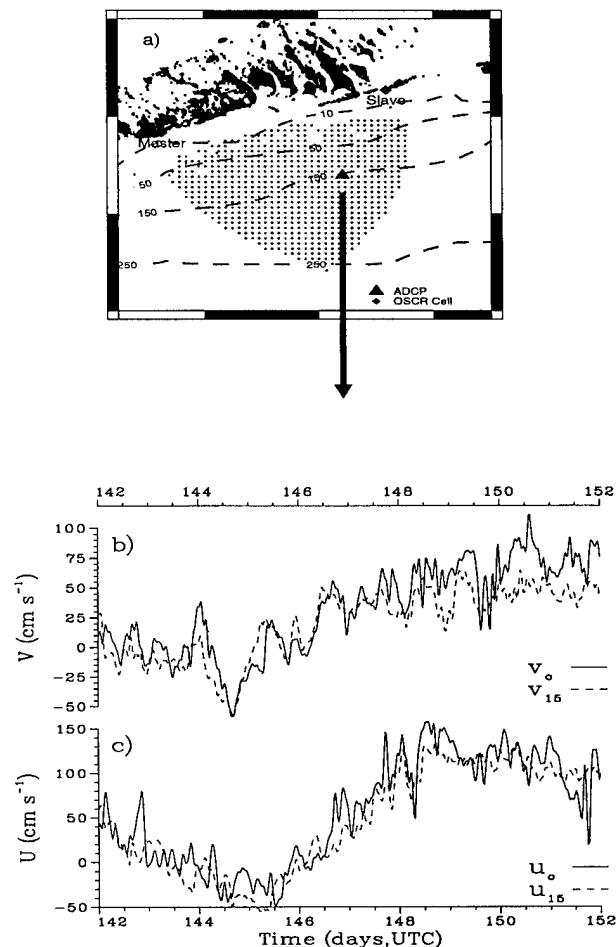 a)
Slave
Master
10
50
150
50
150
250
250
ADCP
OSCR Cell
142 144 146 148 150 152
b)
100
75
50
25
0
-25
-50
V (cm s⁻¹)
v₀
v₁₅
c)
150
100
50
0
-50
U (cm s⁻¹)
u₀
u₁₅
142 144 146 148 150 152
Time (days,UTC)